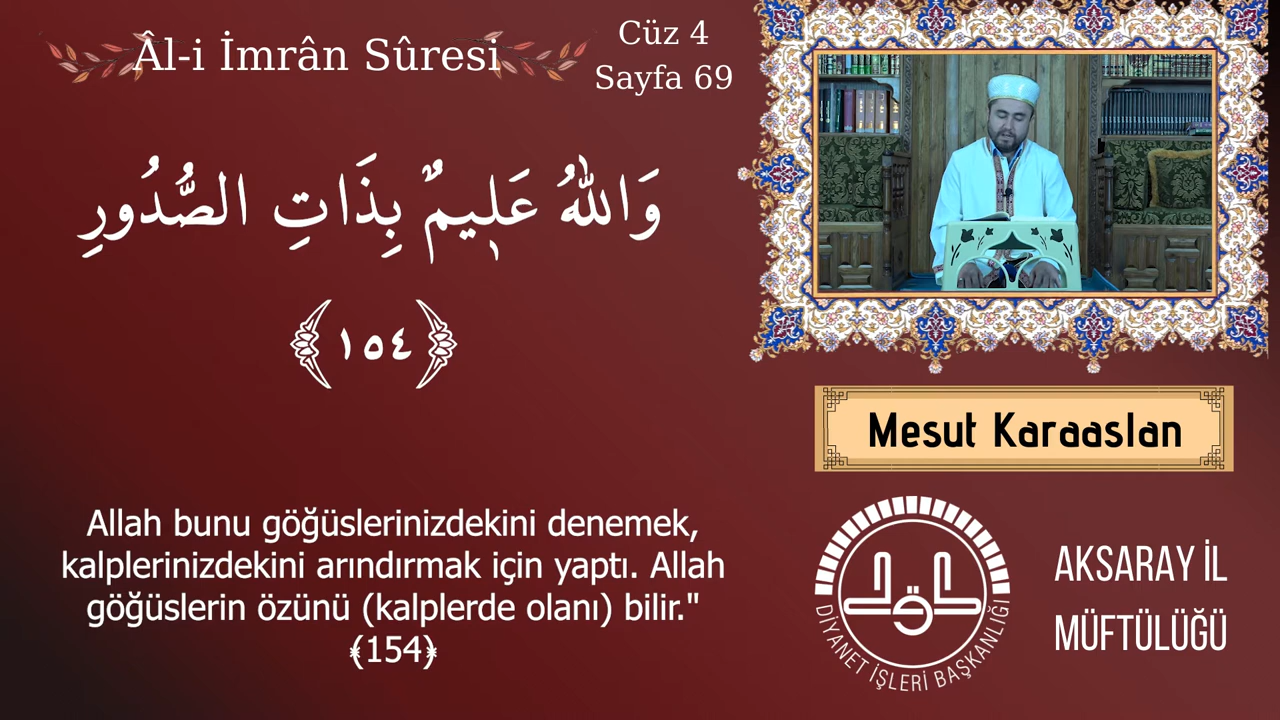 Âl-i İmrân Sûresi
Cüz 4
Sayfa 69
وَاللّٰهُ عَلٖيمٌ بِذَاتِ الصُّدُورِ
﴿١٥٤﴾
Allah bunu göğüslerinizdekini denemek,
kalplerinizdekini arındırmak için yaptı. Allah
göğüslerin özünü (kalplerde olanı) bilir."
﴾154﴿
Mesut Karaaslan
DİYANET İŞLERİ BAŞKANLIĞI
AKSARAY İL
MÜFTÜLÜĞÜ